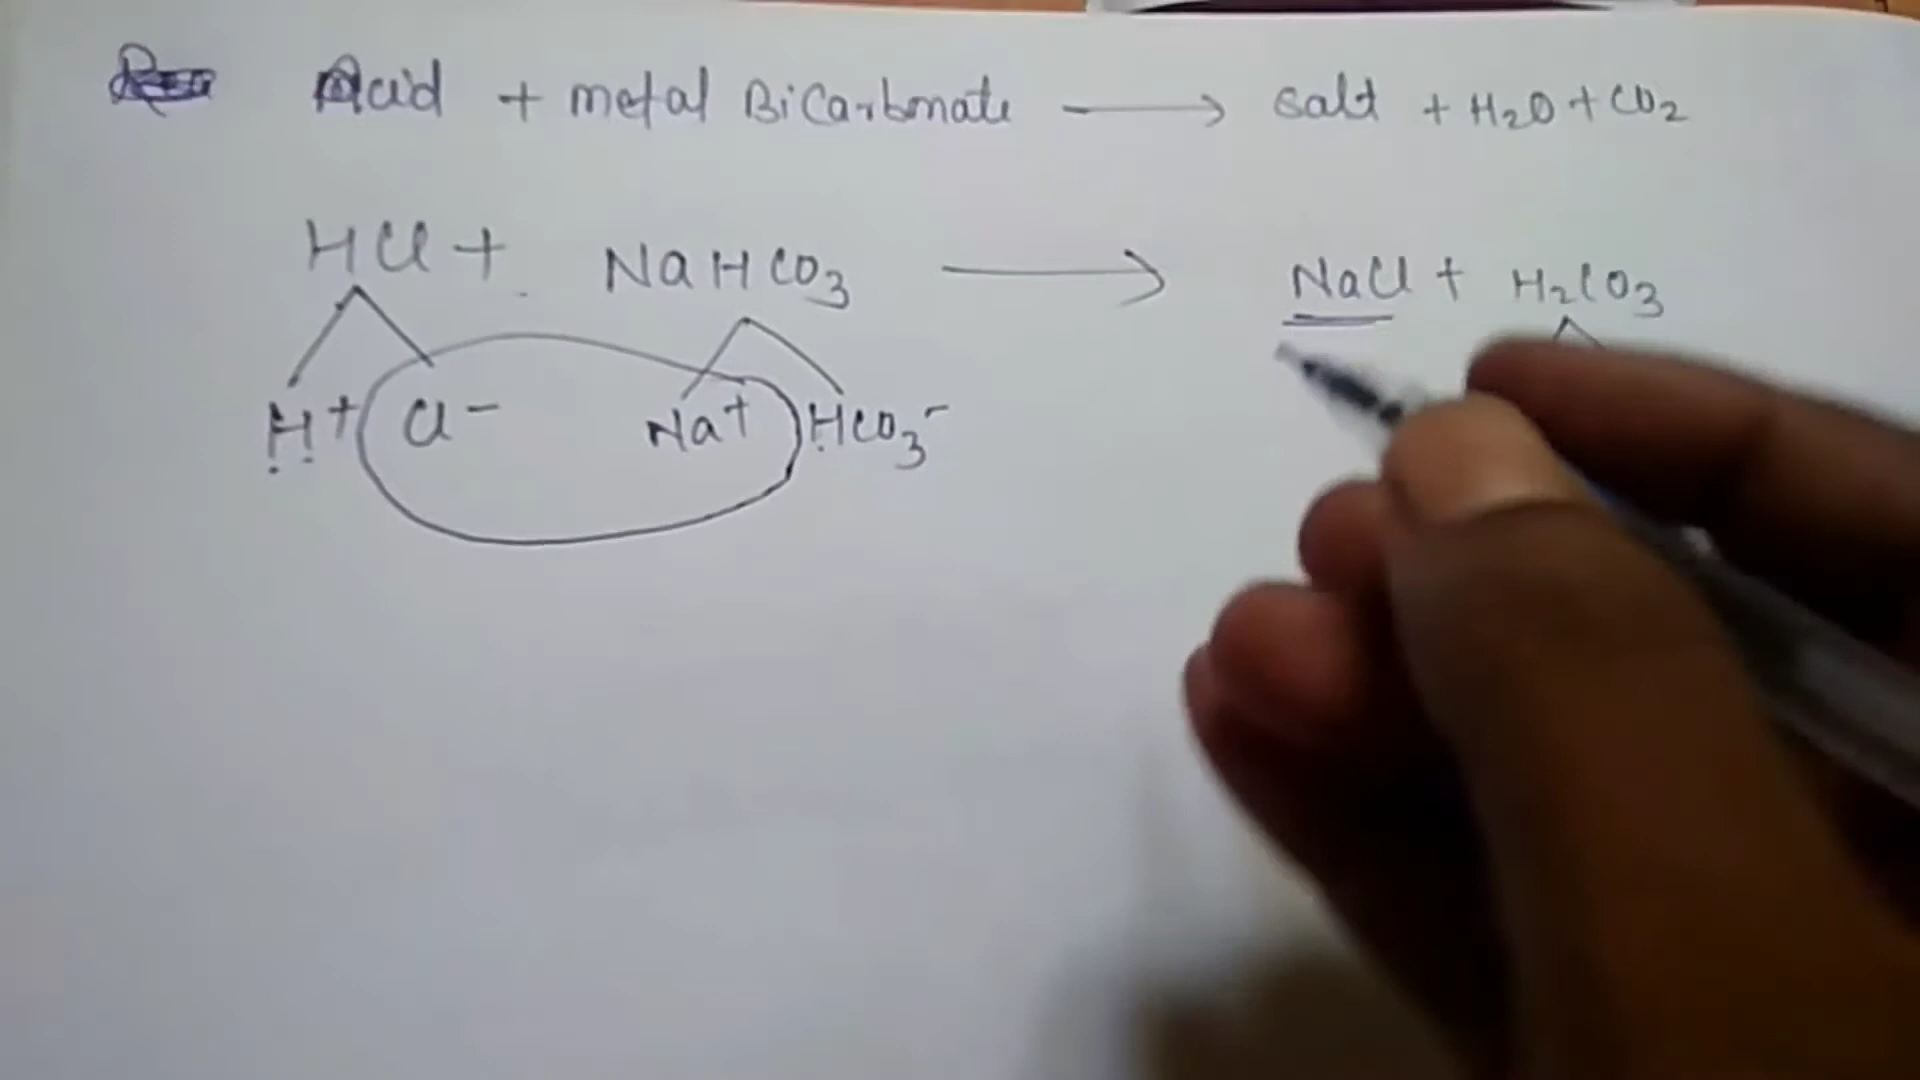 Acid + metal BiCarbonate → salt + H2O + CO2
HCl + NaHCO3 → NaCl + H2CO3
H+ Cl− Na+ HCO3−